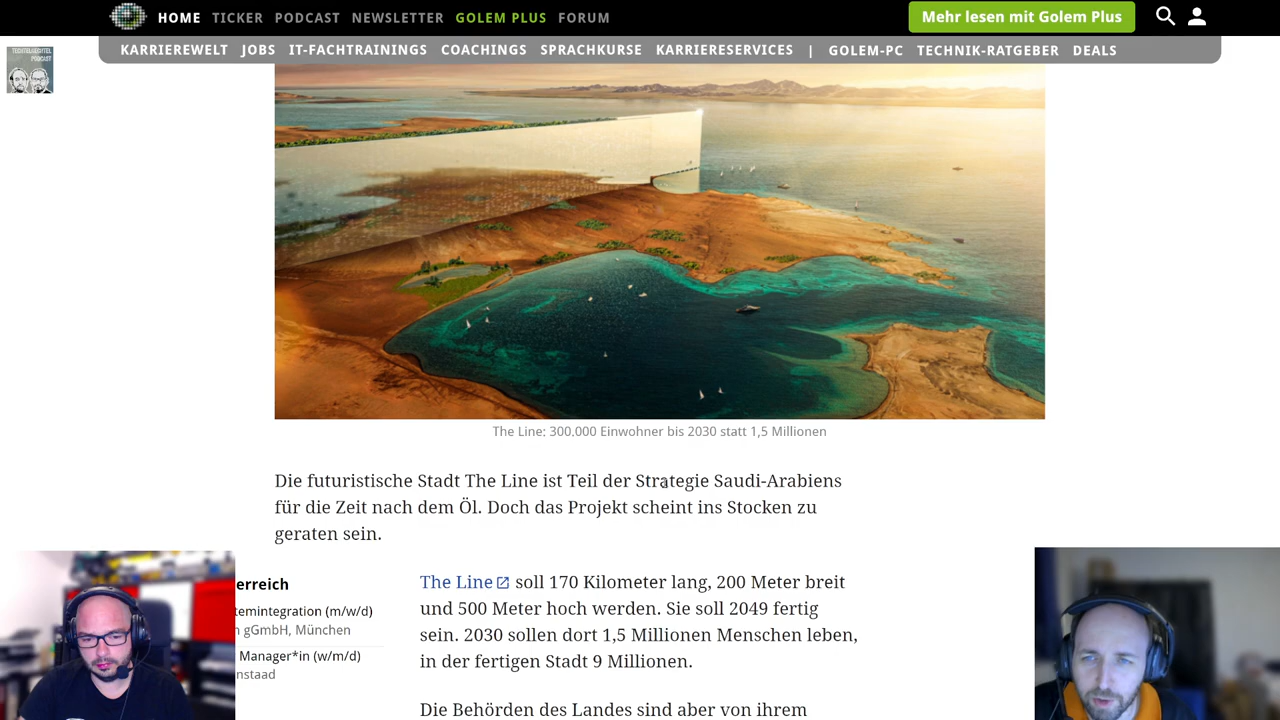 HOME TICKER PODCAST NEWSLETTER GOLEM PLUS FORUM
Mehr lesen mit Golem Plus
KARRIEREWELT JOBS IT-FACHTRAININGS COACHINGS SPRACHKURSE KARRIERESERVICES | GOLEM-PC TECHNIK-RATGEBER DEALS
TECHTELMECHTEL
PODCAST
The Line: 300.000 Einwohner bis 2030 statt 1,5 Millionen
Die futuristische Stadt The Line ist Teil der Strategie Saudi-Arabiens
für die Zeit nach dem Öl. Doch das Projekt scheint ins Stocken zu
geraten sein.
erreich
temintegration (m/w/d)
n gGmbH, München
Manager*in (w/m/d)
nstaad
The Line soll 170 Kilometer lang, 200 Meter breit
und 500 Meter hoch werden. Sie soll 2049 fertig
sein. 2030 sollen dort 1,5 Millionen Menschen leben,
in der fertigen Stadt 9 Millionen.
Die Behörden des Landes sind aber von ihrem